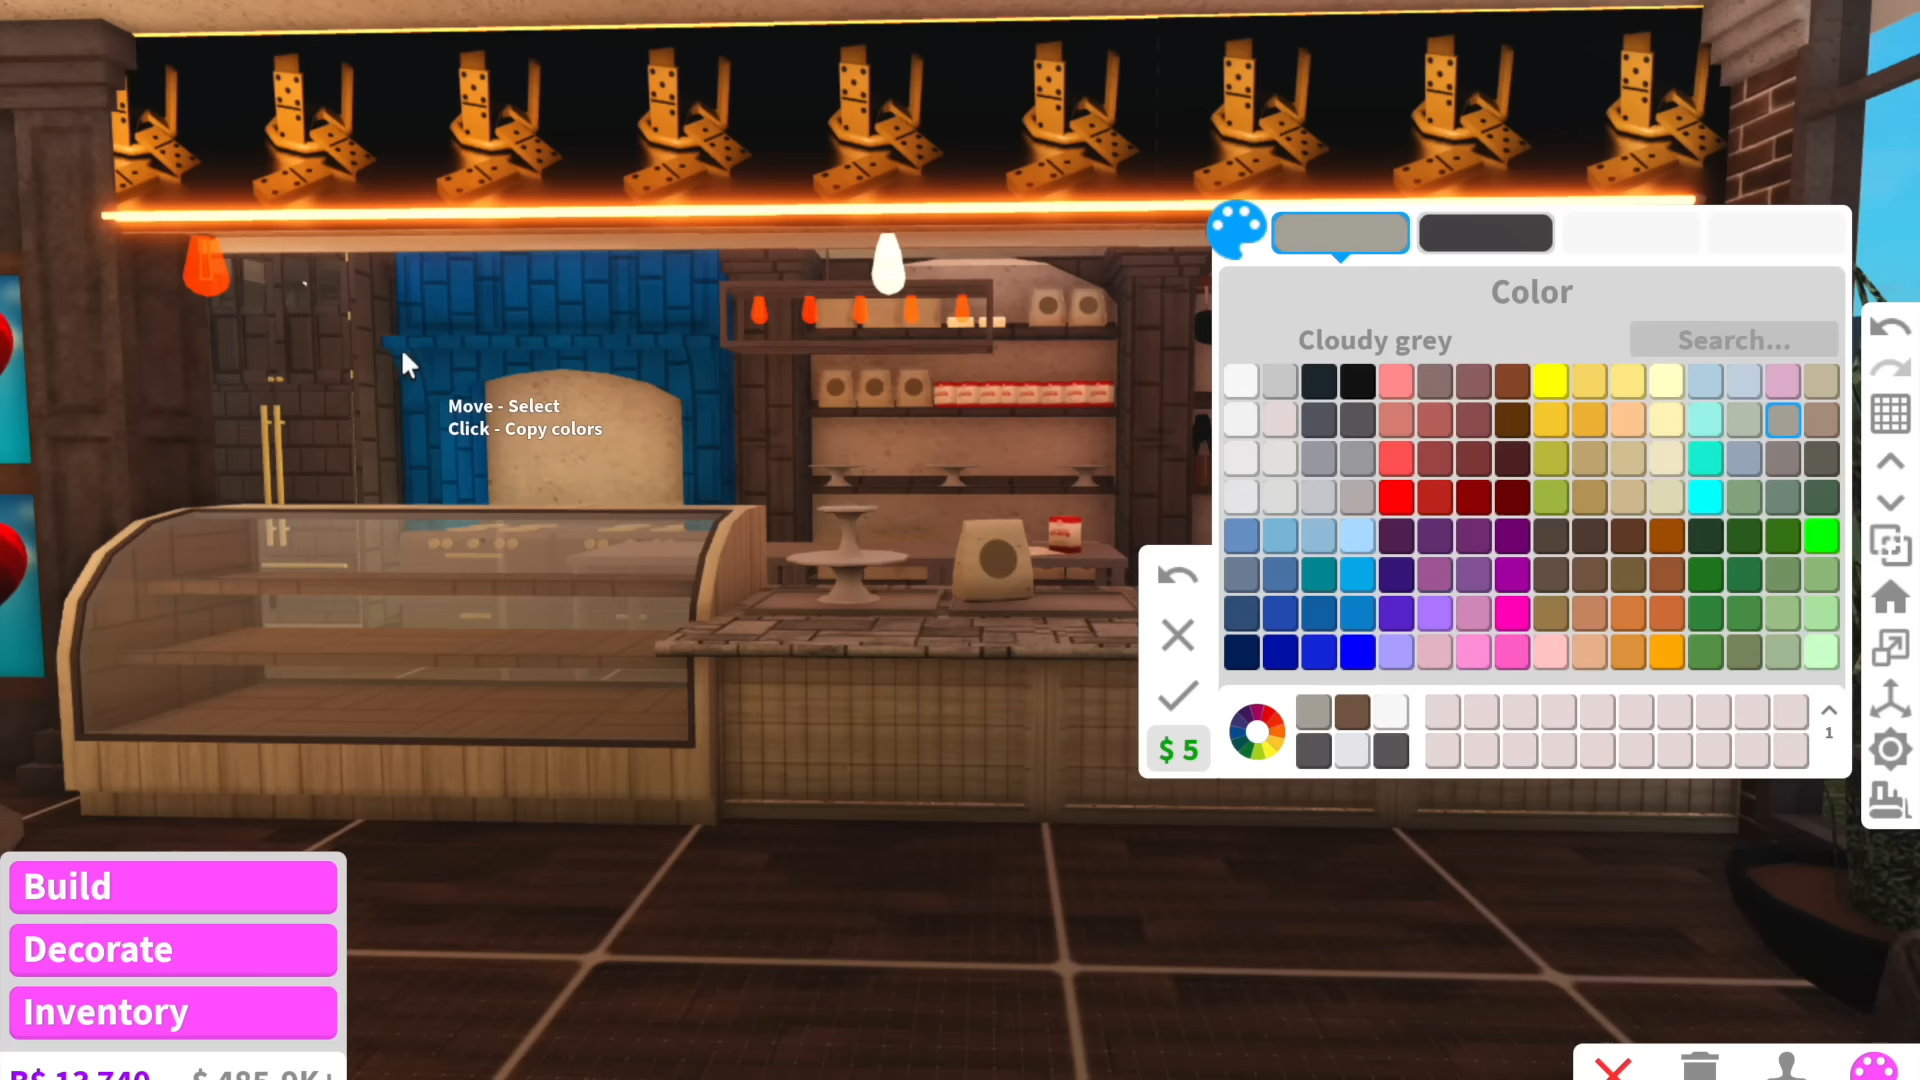 Color
Cloudy grey
Search...
Move - Select
Click - Copy colors
$ 5
1
Build
Decorate
Inventory